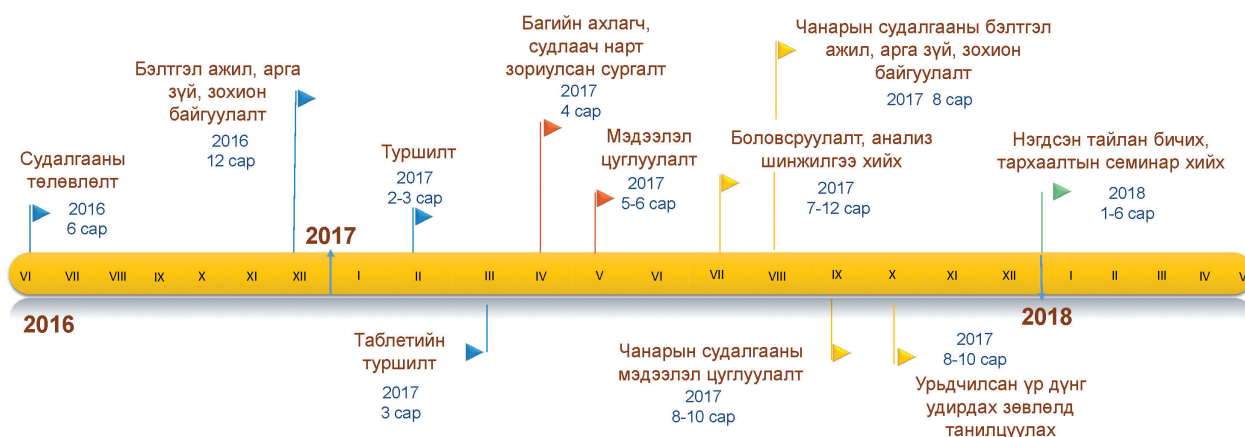 Судалгааны
төлөвлөлт
2016
6 сар
Бэлтгэл ажил, арга
зүй, зохион
байгуулалт
2016
12 сар
2017
Туршилт
2017
2-3 сар
Багийн ахлагч,
судлаач нарт
зориулсан сургалт
2017
4 сар
Мэдээлэл
цуглуулалт
2017
5-6 сар
Боловсруулалт, анализ
шинжилгээ хийх
2017
7-12 сар
Чанарын судалгааны бэлтгэл
ажил, арга зүй, зохион
байгуулалт
2017 8 сар
Нэгдсэн тайлан бичих,
тархаалтын семинар хийх
2018
1-6 сар
VI VII VIII IX X XI XII I II III IV V VI VII VIII IX X XI XII I II III IV V
2016
Таблетийн
туршилт
2017
3 сар
Чанарын судалгааны
мэдээлэл цуглуулалт
2017
8-10 сар
2017
8-10 сар
Урьдчилсан үр дүнг
удирдах зөвлөлд
танилцуулах
2018